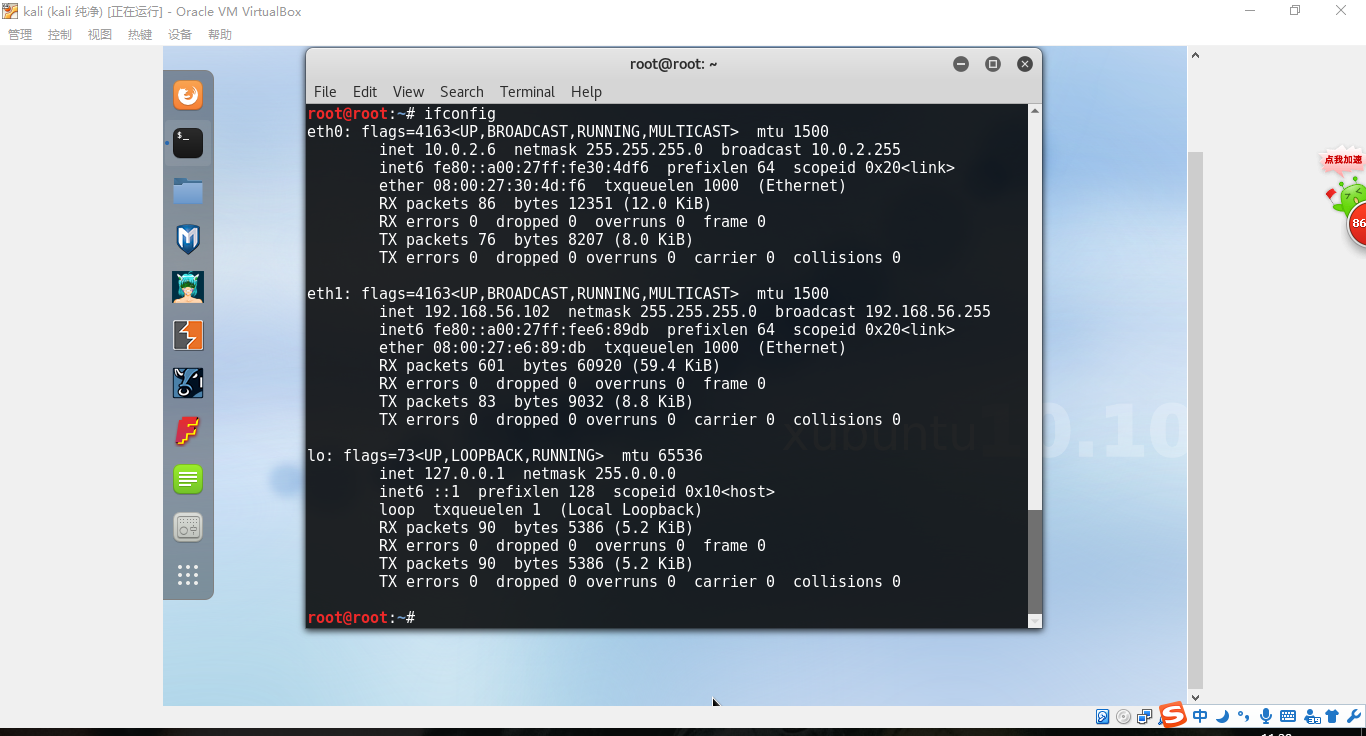 kali (kali 纯净) [正在运行] - Oracle VM VirtualBox
管理 控制 视图 热键 设备 帮助
root@root: ~
File Edit View Search Terminal Help
root@root:~# ifconfig
eth0: flags=4163<UP,BROADCAST,RUNNING,MULTICAST>  mtu 1500
        inet 10.0.2.6  netmask 255.255.255.0  broadcast 10.0.2.255
        inet6 fe80::a00:27ff:fe30:4df6  prefixlen 64  scopeid 0x20<link>
        ether 08:00:27:30:4d:f6  txqueuelen 1000  (Ethernet)
        RX packets 86  bytes 12351 (12.0 KiB)
        RX errors 0  dropped 0  overruns 0  frame 0
        TX packets 76  bytes 8207 (8.0 KiB)
        TX errors 0  dropped 0 overruns 0  carrier 0  collisions 0
eth1: flags=4163<UP,BROADCAST,RUNNING,MULTICAST>  mtu 1500
        inet 192.168.56.102  netmask 255.255.255.0  broadcast 192.168.56.255
        inet6 fe80::a00:27ff:fee6:89db  prefixlen 64  scopeid 0x20<link>
        ether 08:00:27:e6:89:db  txqueuelen 1000  (Ethernet)
        RX packets 601  bytes 60920 (59.4 KiB)
        RX errors 0  dropped 0  overruns 0  frame 0
        TX packets 83  bytes 9032 (8.8 KiB)
        TX errors 0  dropped 0 overruns 0  carrier 0  collisions 0
lo: flags=73<UP,LOOPBACK,RUNNING>  mtu 65536
        inet 127.0.0.1  netmask 255.0.0.0
        inet6 ::1  prefixlen 128  scopeid 0x10<host>
        loop  txqueuelen 1  (Local Loopback)
        RX packets 90  bytes 5386 (5.2 KiB)
        RX errors 0  dropped 0  overruns 0  frame 0
        TX packets 90  bytes 5386 (5.2 KiB)
        TX errors 0  dropped 0 overruns 0  carrier 0  collisions 0
root@root:~#
xubuntu 0.10
点我加速
86
中